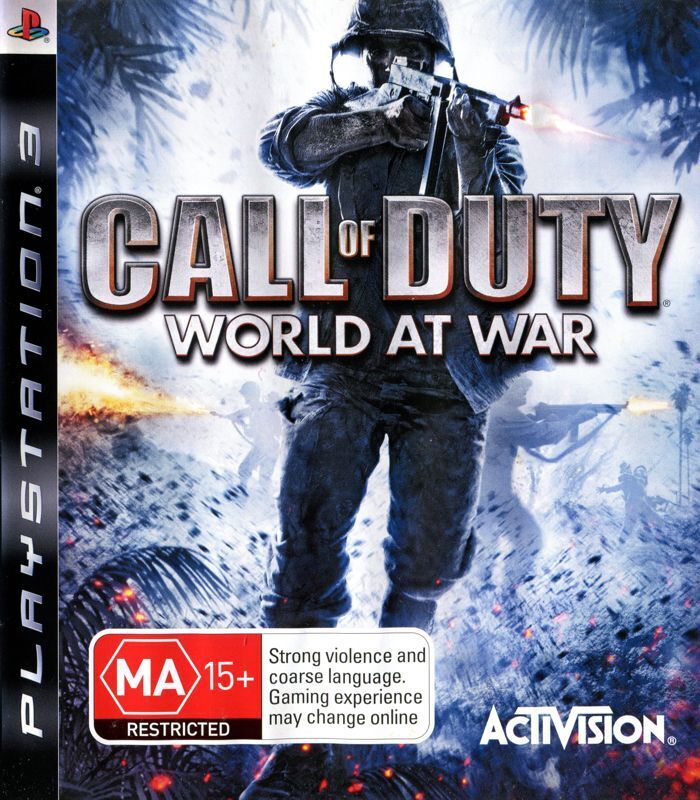 PLAYSTATION® 3
CALL OF DUTY®
WORLD AT WAR
MA 15+
RESTRICTED
Strong violence and
coarse language.
Gaming experience
may change online
ACTIVISION®